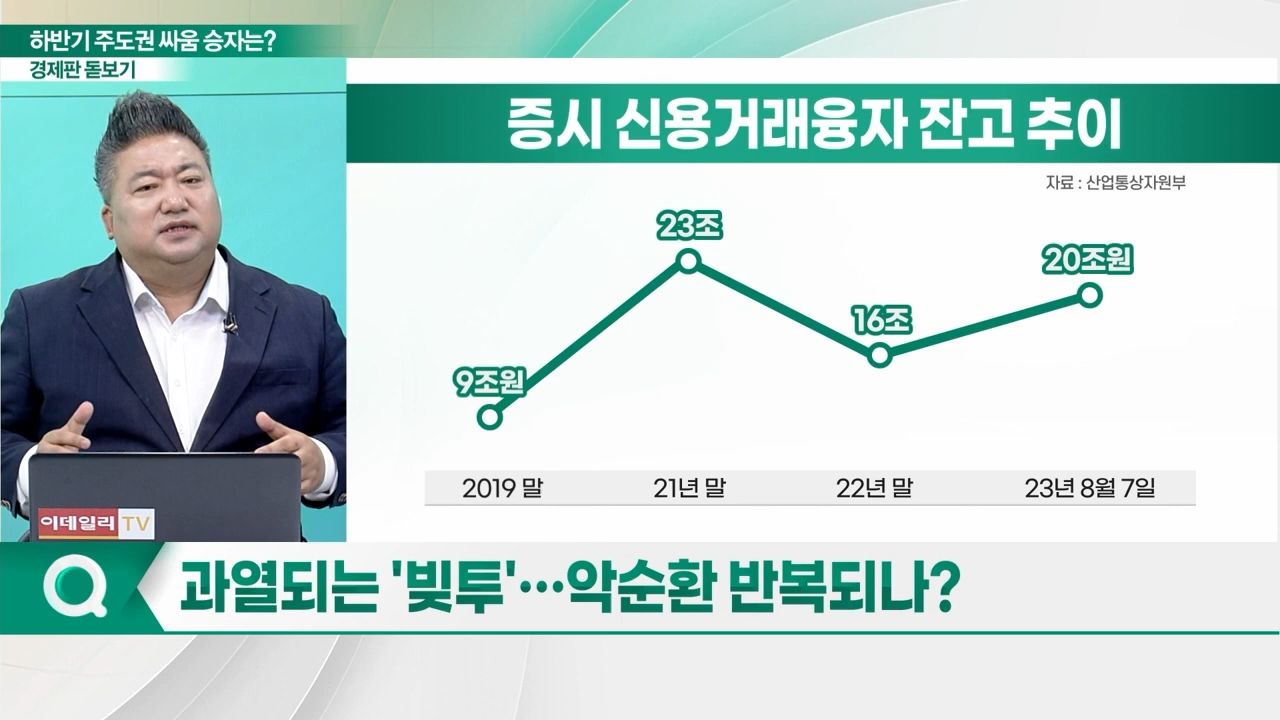 하반기 주도권 싸움 승자는?
경제판 돋보기
증시 신용거래융자 잔고 추이
자료 : 산업통상자원부
23조
20조원
16조
9조원
2019 말
21년 말
22년 말
23년 8월 7일
이데일리 TV
과열되는 '빚투'…악순환 반복되나?